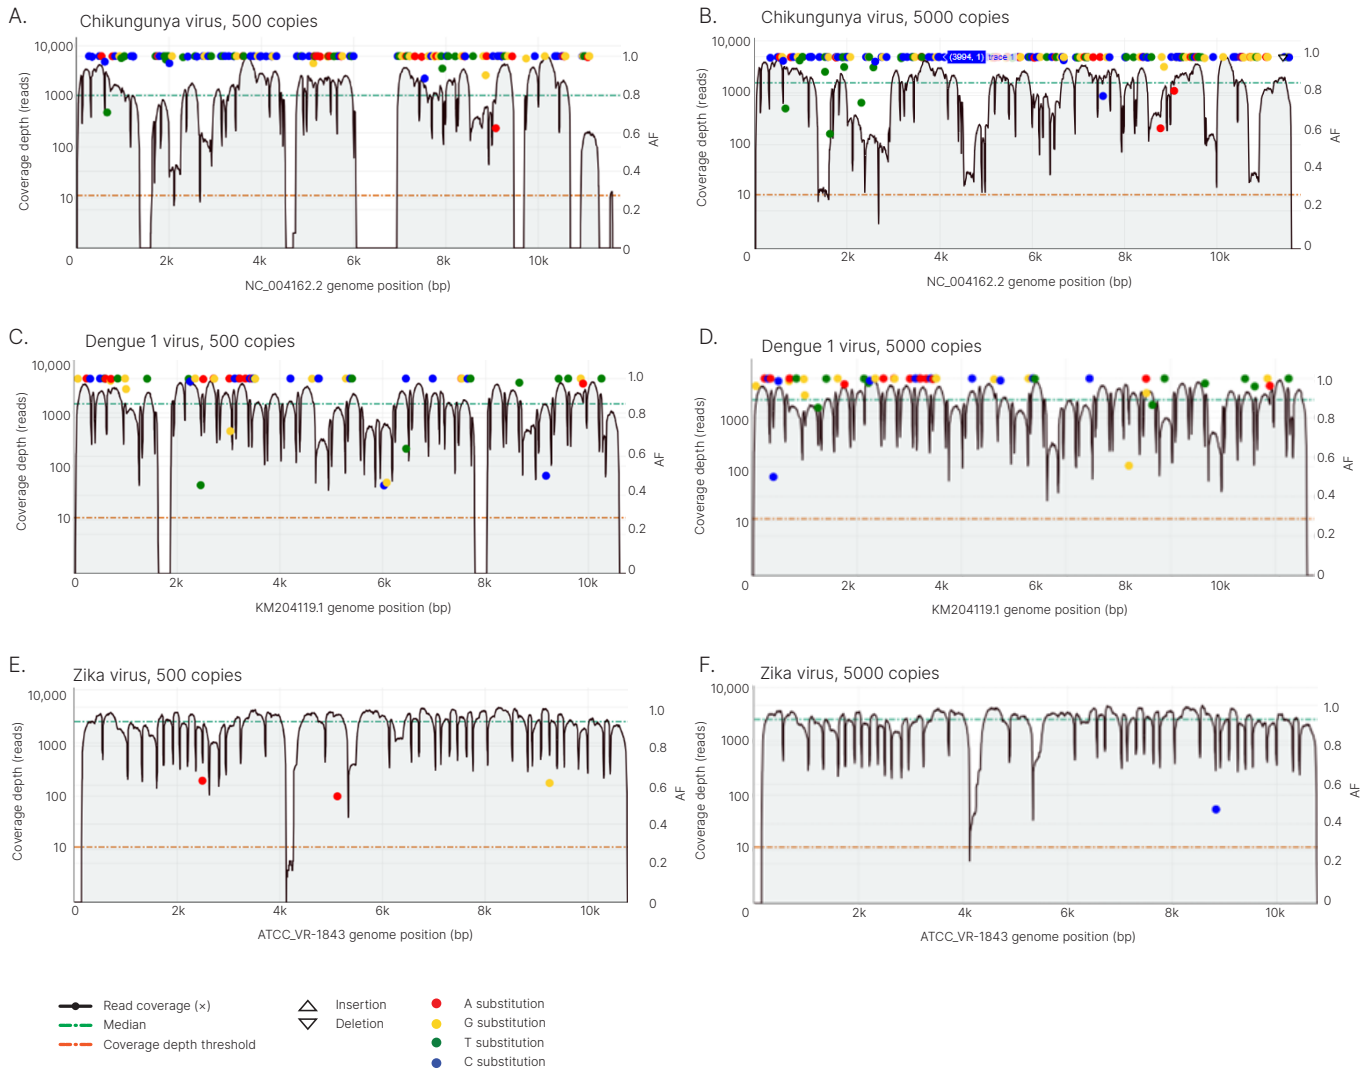 A.
Chikungunya virus, 500 copies
10,000
1000
100
10
Coverage depth (reads)
1.0
0.8
0.6
0.4
0.2
0
AF
0
2k
4k
6k
8k
10k
NC_004162.2 genome position (bp)
B.
Chikungunya virus, 5000 copies
(3994, 1) trace 1
10,000
1000
100
10
0
Coverage depth (reads)
1.0
0.8
0.6
0.4
0.2
0
AF
2k
4k
6k
8k
10k
NC_004162.2 genome position (bp)
C.
Dengue 1 virus, 500 copies
10,000
1000
100
10
Coverage depth (reads)
1.0
0.8
0.6
0.4
0.2
0
AF
0
2k
4k
6k
8k
10k
KM204119.1 genome position (bp)
D.
Dengue 1 virus, 5000 copies
10,000
1000
100
10
Coverage depth (reads)
1.0
0.8
0.6
0.4
0.2
0
AF
0
2k
4k
6k
8k
10k
KM204119.1 genome position (bp)
E.
Zika virus, 500 copies
10,000
1000
100
10
Coverage depth (reads)
1.0
0.8
0.6
0.4
0.2
0
AF
0
2k
4k
6k
8k
10k
ATCC_VR-1843 genome position (bp)
F.
Zika virus, 5000 copies
10,000
1000
100
10
Coverage depth (reads)
1.0
0.8
0.6
0.4
0.2
0
AF
0
2k
4k
6k
8k
10k
ATCC_VR-1843 genome position (bp)
Read coverage (×)
Median
Coverage depth threshold
Insertion
Deletion
A substitution
G substitution
T substitution
C substitution